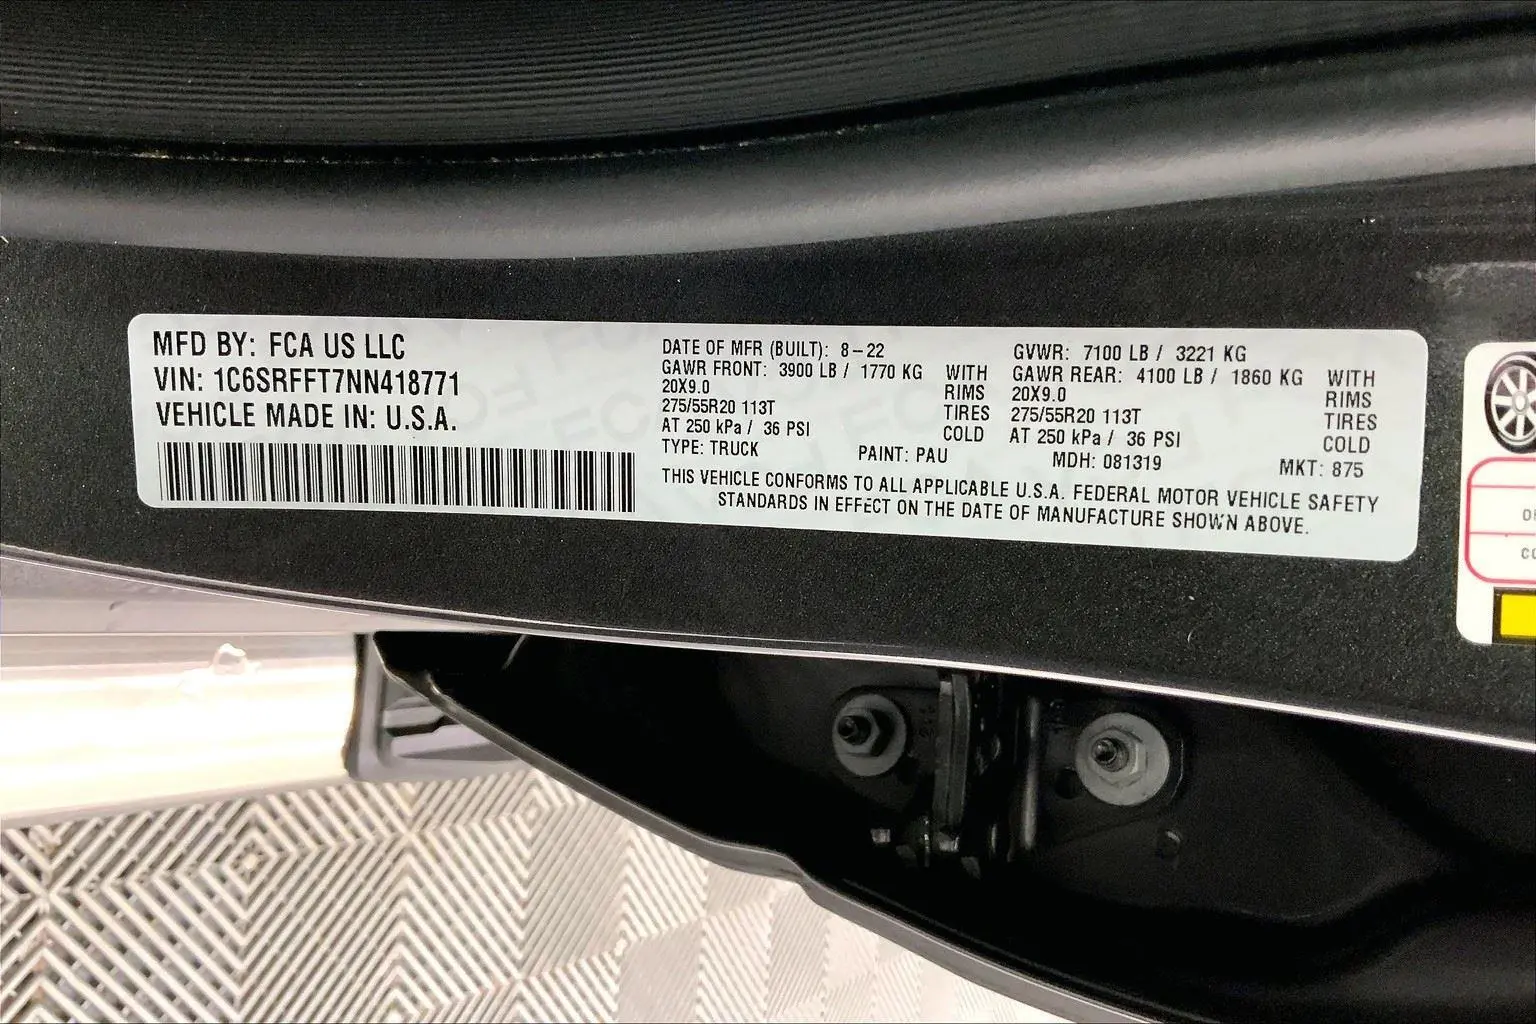 MFD BY: FCA US LLC
VIN: 1C6SRFFT7NN418771
VEHICLE MADE IN: U.S.A.
DATE OF MFR (BUILT): 8-22
GAWR FRONT: 3900 LB / 1770 KG WITH
20X9.0 RIMS
275/55R20 113T TIRES
AT 250 kPa / 36 PSI COLD
TYPE: TRUCK PAINT: PAU
GVWR: 7100 LB / 3221 KG
GAWR REAR: 4100 LB / 1860 KG WITH
20X9.0 RIMS
275/55R20 113T TIRES
AT 250 kPa / 36 PSI COLD
MDH: 081319 MKT: 875
THIS VEHICLE CONFORMS TO ALL APPLICABLE U.S.A. FEDERAL MOTOR VEHICLE SAFETY
STANDARDS IN EFFECT ON THE DATE OF MANUFACTURE SHOWN ABOVE.